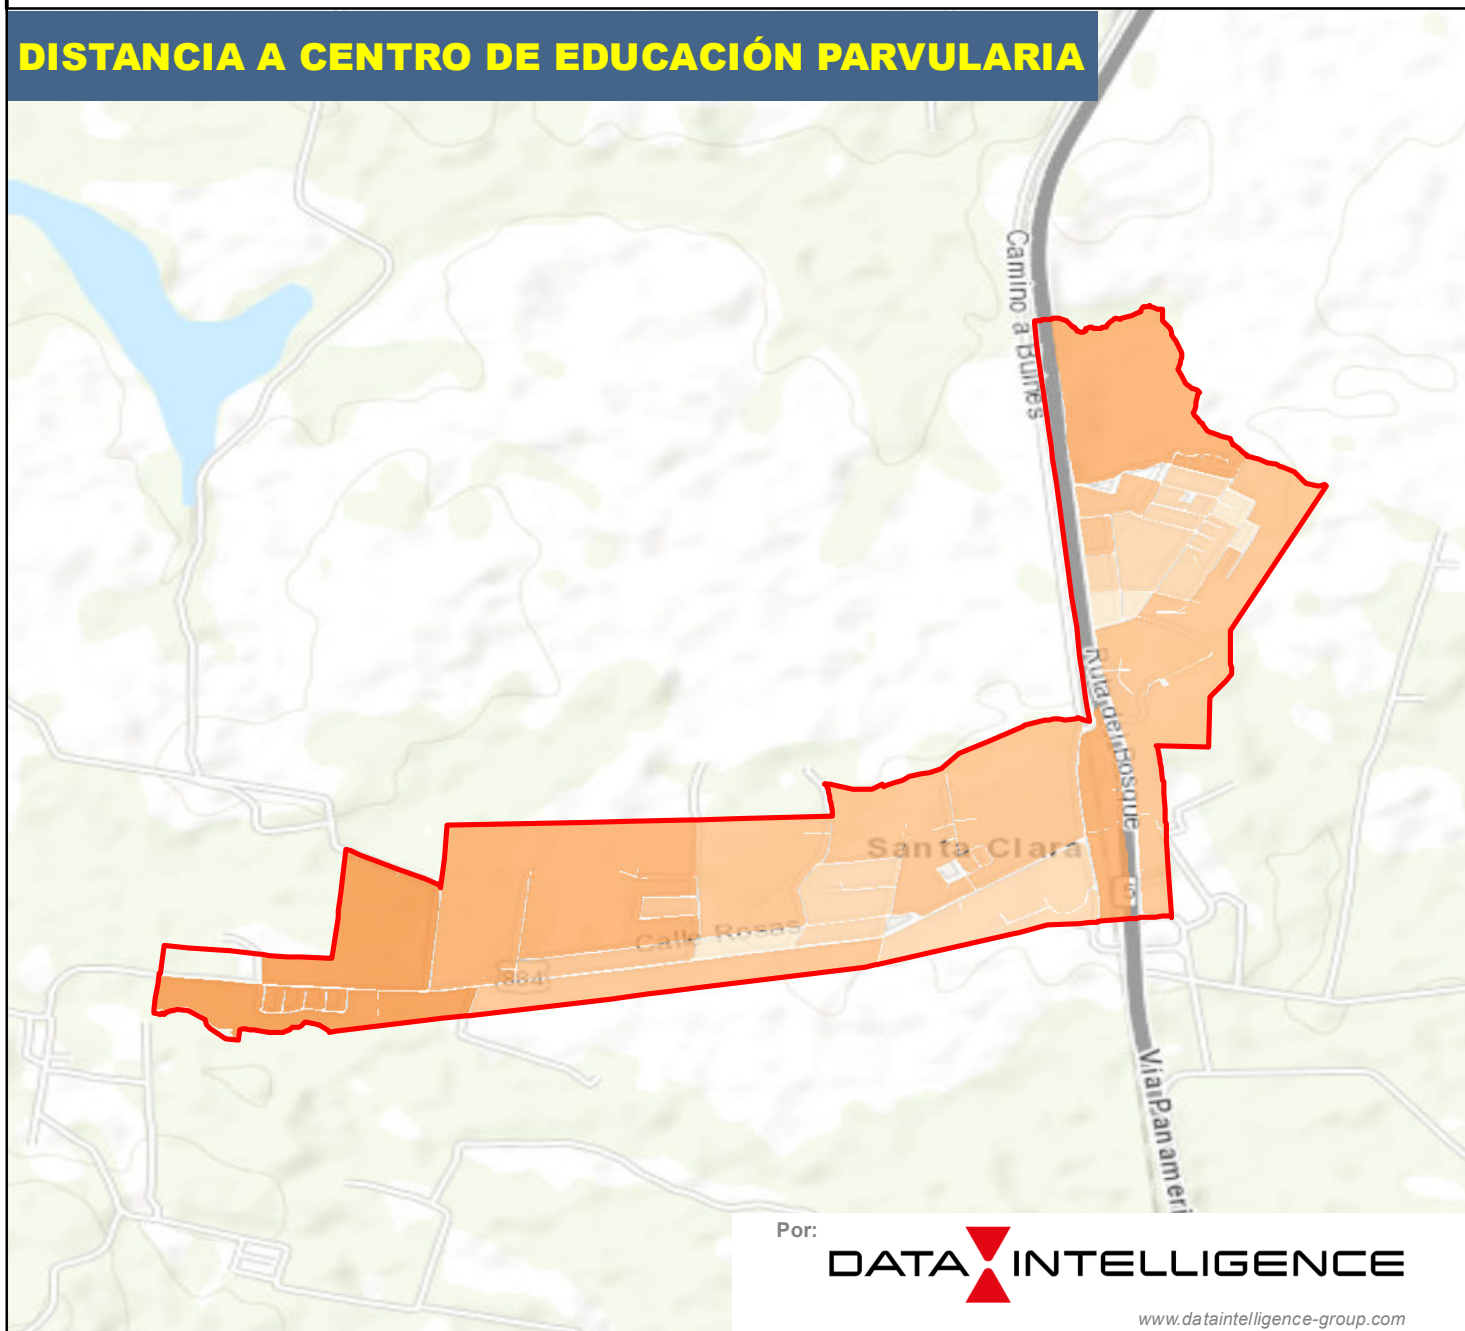 DISTANCIA A CENTRO DE EDUCACIÓN PARVULARIA
Camino a Bulnes
Ruta del Bosque
Santa Clara
5
Calle Rosas
884
Via Panameri
Por:
DATA INTELLIGENCE
www.dataintelligence-group.com